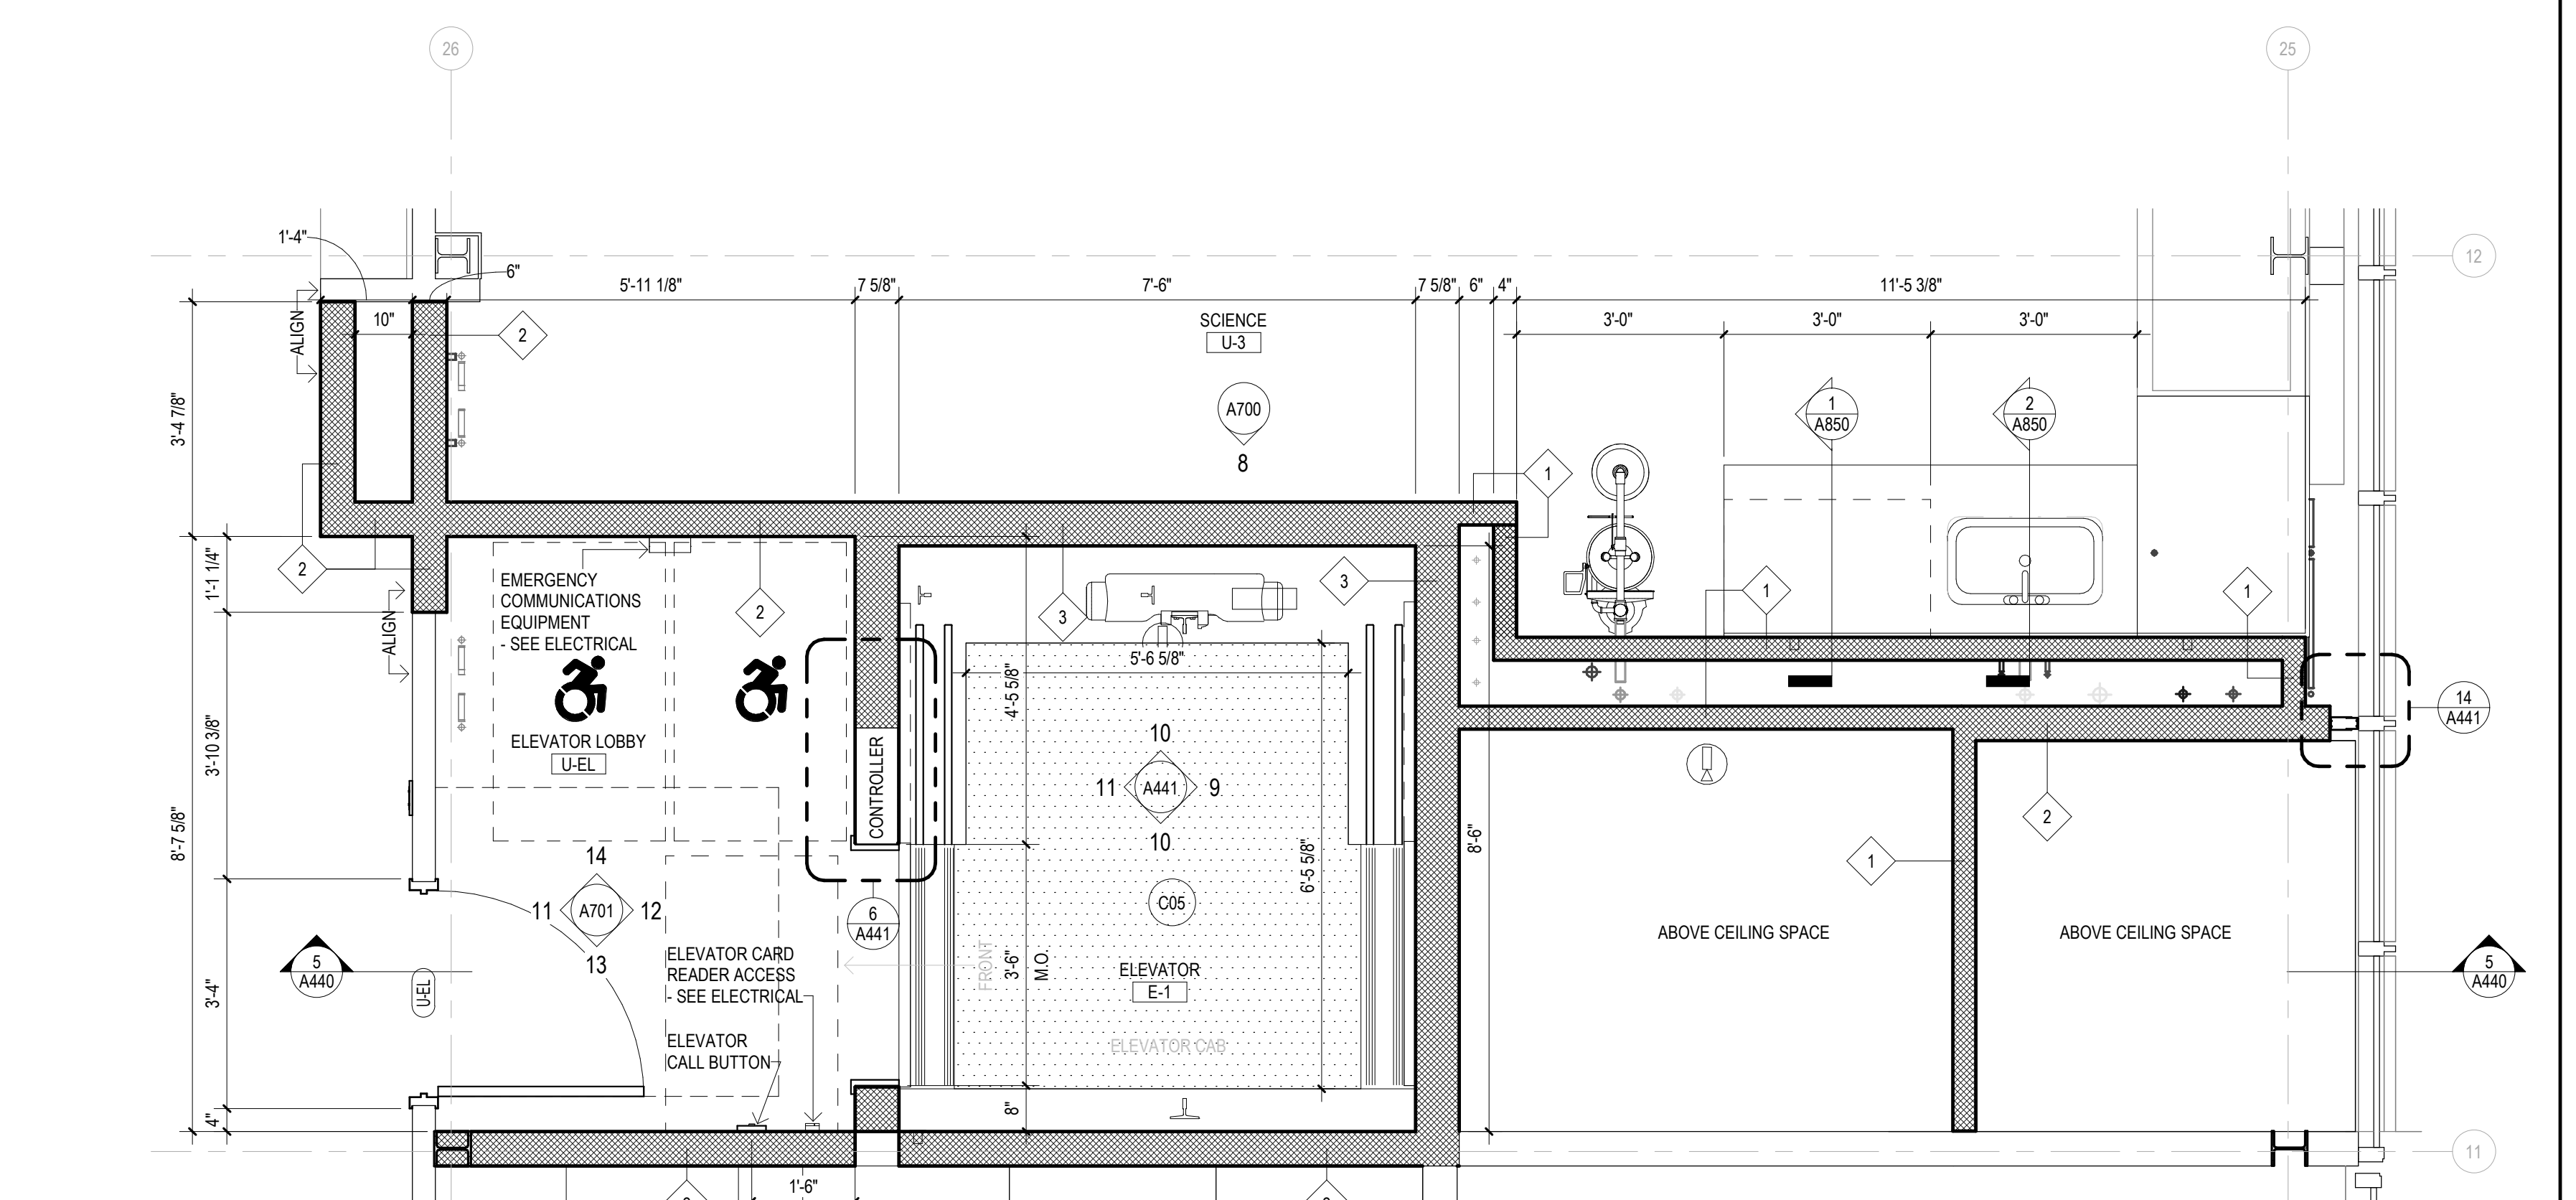 26
25
12
1'-4"
6"
5'-11 1/8"
7 5/8"
7'-6"
7 5/8"
6"
4"
11'-5 3/8"
ALIGN
10"
2
SCIENCE
U-3
3'-0"
3'-0"
3'-0"
3'-4 7/8"
A700
8
1
A850
2
A850
1
2
1'-1 1/4"
EMERGENCY
COMMUNICATIONS
EQUIPMENT
- SEE ELECTRICAL
2
3
3
1
1
ALIGN
5'-6 5/8"
4'-5 5/8"
14
A441
3'-10 3/8"
ELEVATOR LOBBY
U-EL
CONTROLLER
10
11
A441
9
10
8'-7 5/8"
8'-6"
2
1
14
11
A701
12
13
6
A441
C05
6'-5 5/8"
ABOVE CEILING SPACE
ABOVE CEILING SPACE
5
A440
U-EL
3'-4"
ELEVATOR CARD
READER ACCESS
- SEE ELECTRICAL
FRONT
3'-6"
M.O.
ELEVATOR
E-1
5
A440
ELEVATOR
CALL BUTTON
ELEVATOR CAB
4"
8"
11
1'-6"